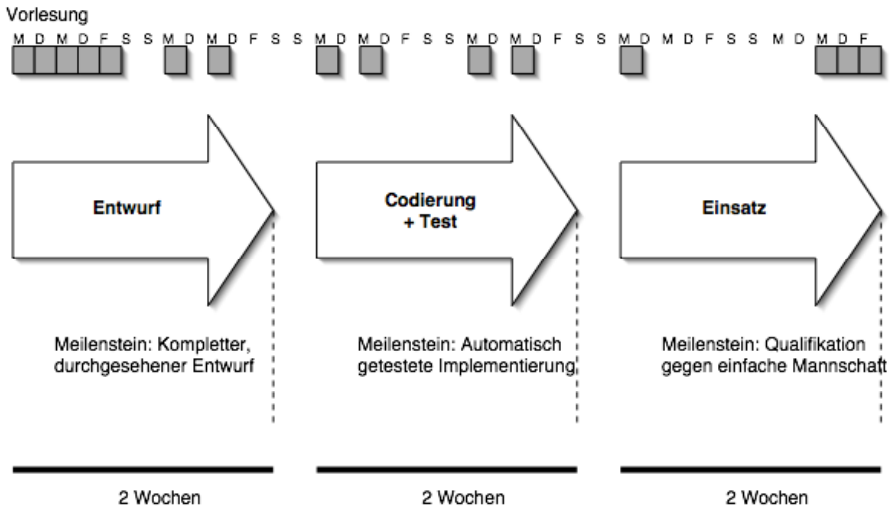 Vorlesung
M D M D F S S M D M D F S S M D M D F S S M D M D F S S M D M D F S S M D M D F
Entwurf
Codierung
+ Test
Einsatz
Meilenstein: Kompletter,
durchgesehener Entwurf
Meilenstein: Automatisch
getestete Implementierung
Meilenstein: Qualifikation
gegen einfache Mannschaft
2 Wochen
2 Wochen
2 Wochen